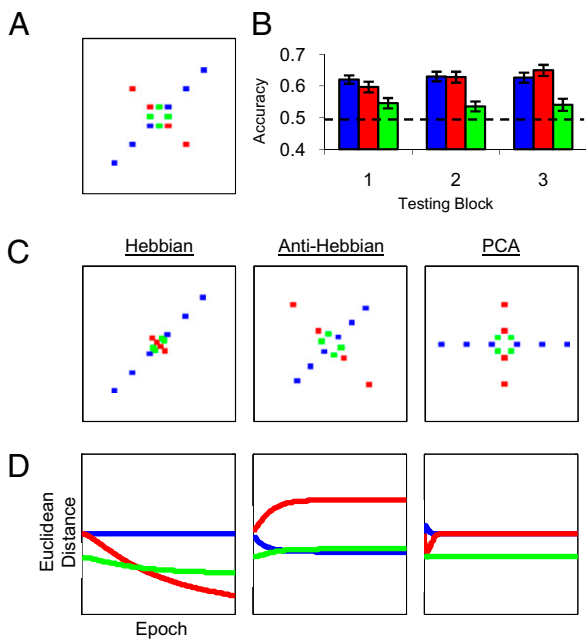 A
B
0.7
0.6
0.5
0.4
Accuracy
1 2 3
Testing Block
C
Hebbian Anti-Hebbian PCA
D
Euclidean
Distance
Epoch